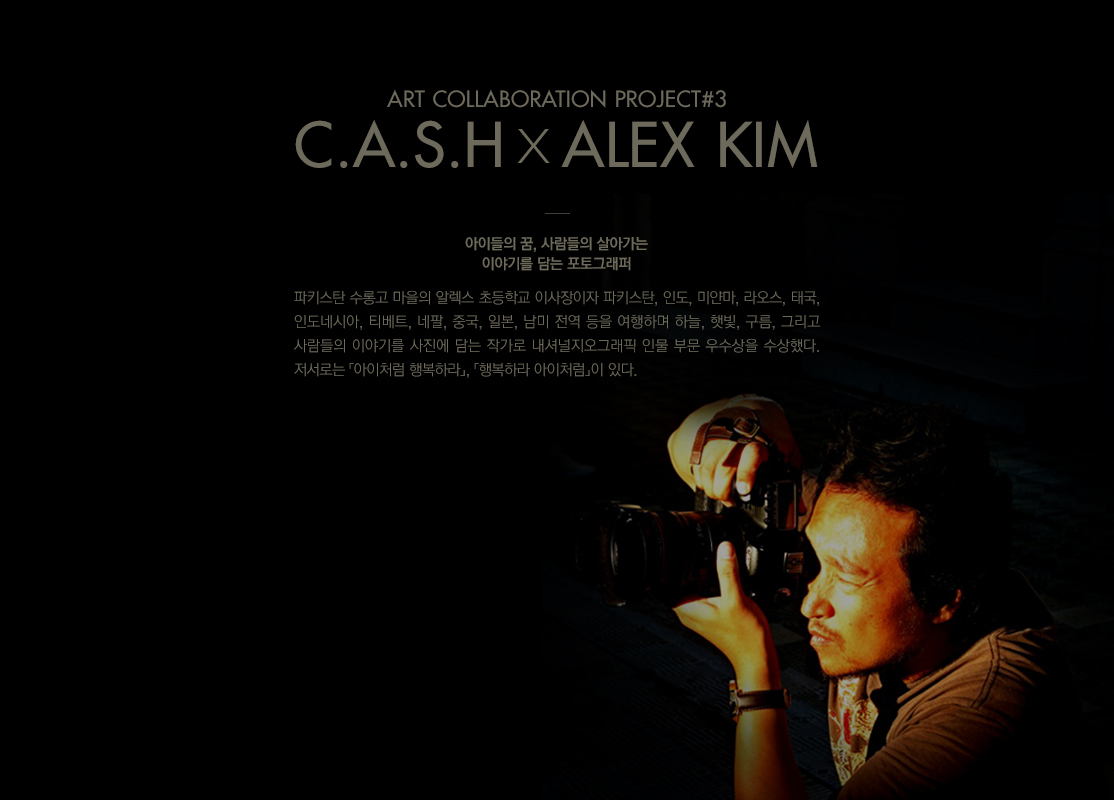 ART COLLABORATION PROJECT#3
C.A.S.H X ALEX KIM
아이들의 꿈, 사람들의 살아가는
이야기를 담는 포토그래퍼
파키스탄 수롱고 마을의 알렉스 초등학교 이사장이자 파키스탄, 인도, 미얀마, 라오스, 태국,
인도네시아, 티베트, 네팔, 중국, 일본, 남미 전역 등을 여행하며 하늘, 햇빛, 구름, 그리고
사람들의 이야기를 사진에 담는 작가로 내셔널지오그래픽 인물 부문 우수상을 수상했다.
저서로는 「아이처럼 행복하라」, 「행복하라 아이처럼」이 있다.